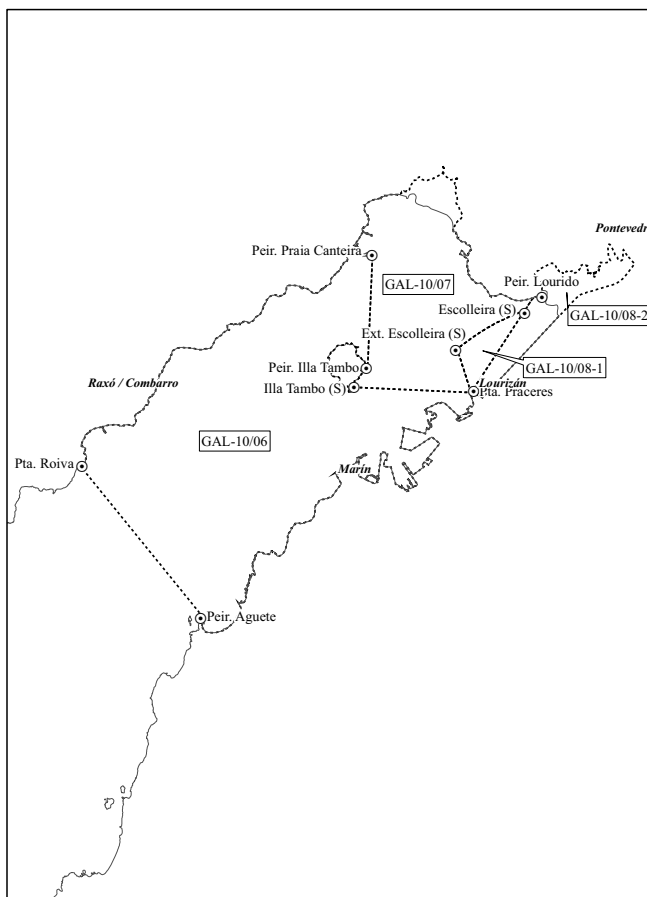 Pontevedr
Peir. Praia Canteira
GAL-10/07
Peir. Lourido
Escolleira (S)
GAL-10/08-2
Ext. Escolleira (S)
GAL-10/08-1
Peir. Illa Tambo
Raxó / Combarro
Illa Tambo (S)
Lourizán
Pta. Praceres
GAL-10/06
Pta. Roiva
Marín
Peir. Aguete